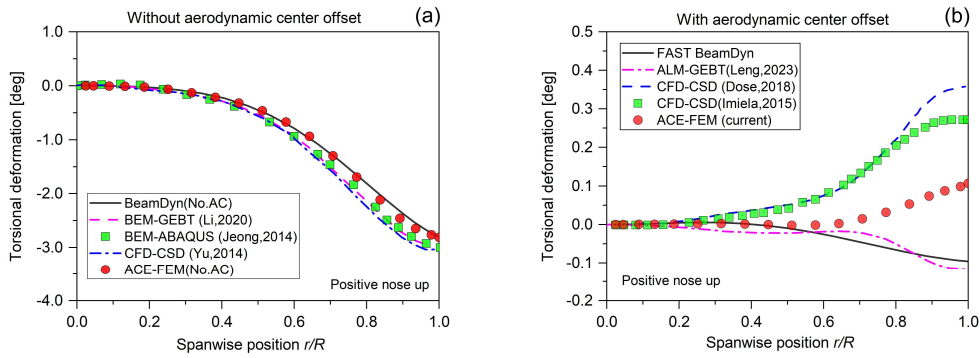 Without aerodynamic center offset
(a)
1.0
0.0
-1.0
-2.0
-3.0
-4.0
Torsional deformation [deg]
BeamDyn(No.AC)
BEM-GEBT (Li,2020)
BEM-ABAQUS (Jeong,2014)
CFD-CSD (Yu,2014)
ACE-FEM(No.AC)
Positive nose up
0.0 0.2 0.4 0.6 0.8 1.0
Spanwise position r/R
With aerodynamic center offset
(b)
0.5
0.4
0.3
0.2
0.1
0.0
-0.1
-0.2
Torsional deformation [deg]
FAST BeamDyn
ALM-GEBT(Leng,2023)
CFD-CSD (Dose,2018)
CFD-CSD(Imiela,2015)
ACE-FEM (current)
Positive nose up
0.0 0.2 0.4 0.6 0.8 1.0
Spanwise position r/R